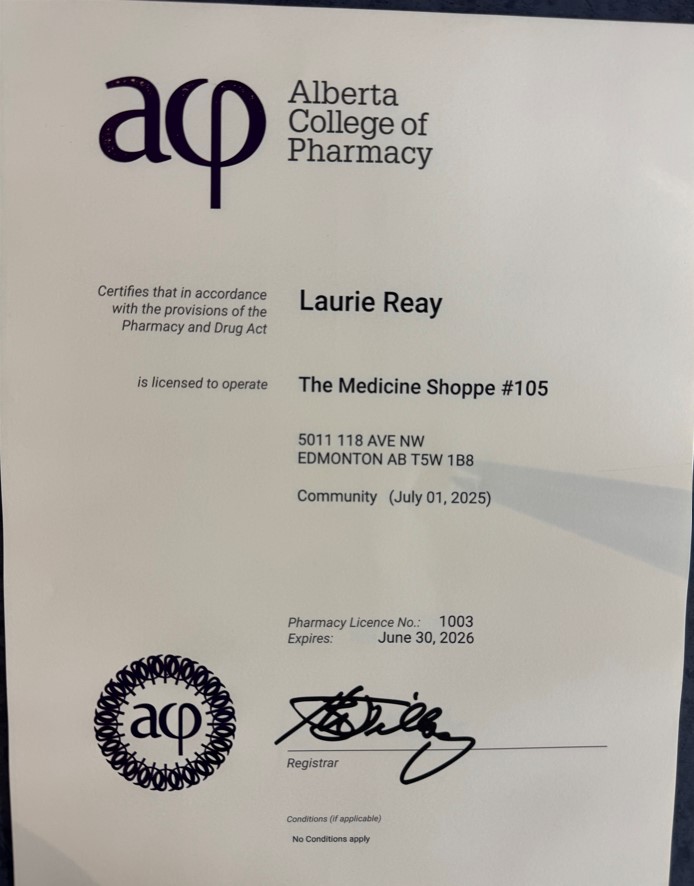 acp
Alberta
College of
Pharmacy
Certifies that in accordance
with the provisions of the
Pharmacy and Drug Act
Laurie Reay
is licensed to operate
The Medicine Shoppe #105
5011 118 AVE NW
EDMONTON AB T5W 1B8
Community (July 01, 2025)
Pharmacy Licence No.: 1003
Expires: June 30, 2026
acp
Registrar
Conditions (if applicable)
No Conditions apply